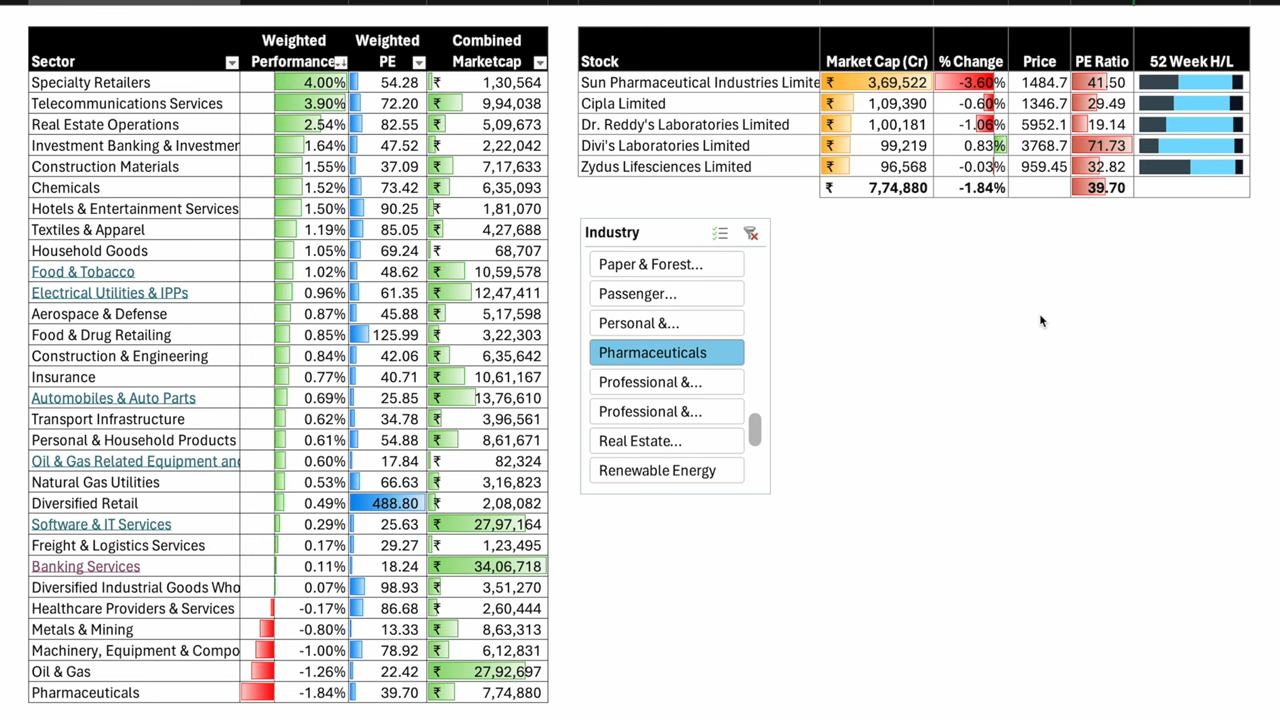 Sector Weighted Performance Weighted PE Combined Marketcap
Specialty Retailers 4.00% 54.28 ₹ 1,30,564
Telecommunications Services 3.90% 72.20 ₹ 9,94,038
Real Estate Operations 2.54% 82.55 ₹ 5,09,673
Investment Banking & Investmen 1.64% 47.52 ₹ 2,22,042
Construction Materials 1.55% 37.09 ₹ 7,17,633
Chemicals 1.52% 73.42 ₹ 6,35,093
Hotels & Entertainment Services 1.50% 90.25 ₹ 1,81,070
Textiles & Apparel 1.19% 85.05 ₹ 4,27,688
Household Goods 1.05% 69.24 ₹ 68,707
Food & Tobacco 1.02% 48.62 ₹ 10,59,578
Electrical Utilities & IPPs 0.96% 61.35 ₹ 12,47,411
Aerospace & Defense 0.87% 45.88 ₹ 5,17,598
Food & Drug Retailing 0.85% 125.99 ₹ 3,22,303
Construction & Engineering 0.84% 42.06 ₹ 6,35,642
Insurance 0.77% 40.71 ₹ 10,61,167
Automobiles & Auto Parts 0.69% 25.85 ₹ 13,76,610
Transport Infrastructure 0.62% 34.78 ₹ 3,96,561
Personal & Household Products 0.61% 54.88 ₹ 8,61,671
Oil & Gas Related Equipment and 0.60% 17.84 ₹ 82,324
Natural Gas Utilities 0.53% 66.63 ₹ 3,16,823
Diversified Retail 0.49% 488.80 ₹ 2,08,082
Software & IT Services 0.29% 25.63 ₹ 27,97,164
Freight & Logistics Services 0.17% 29.27 ₹ 1,23,495
Banking Services 0.11% 18.24 ₹ 34,06,718
Diversified Industrial Goods Who 0.07% 98.93 ₹ 3,51,270
Healthcare Providers & Services -0.17% 86.68 ₹ 2,60,444
Metals & Mining -0.80% 13.33 ₹ 8,63,313
Machinery, Equipment & Compo -1.00% 78.92 ₹ 6,12,831
Oil & Gas -1.26% 22.42 ₹ 27,92,697
Pharmaceuticals -1.84% 39.70 ₹ 7,74,880
Stock Market Cap (Cr) % Change Price PE Ratio 52 Week H/L
Sun Pharmaceutical Industries Limite ₹ 3,69,522 -3.60% 1484.7 41.50
Cipla Limited ₹ 1,09,390 -0.60% 1346.7 29.49
Dr. Reddy's Laboratories Limited ₹ 1,00,181 -1.06% 5952.1 19.14
Divi's Laboratories Limited ₹ 99,219 0.83% 3768.7 71.73
Zydus Lifesciences Limited ₹ 96,568 -0.03% 959.45 32.82
₹ 7,74,880 -1.84% 39.70
Industry
Paper & Forest...
Passenger...
Personal &...
Pharmaceuticals
Professional &...
Professional &...
Real Estate...
Renewable Energy